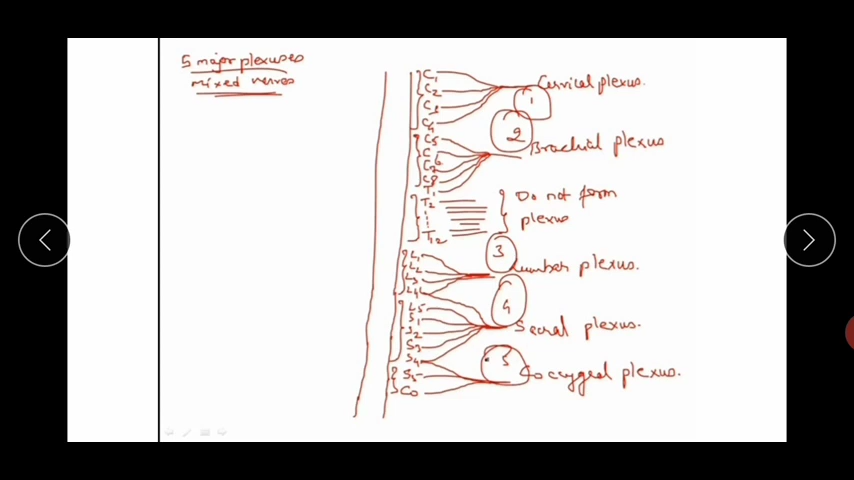 5 major plexuses
mixed nerves
C1
C2
C3
C4
Cervical plexus.
1
2
C5
C6
C7
C8
T1
Brachial plexus
T2
T12
Do not form
plexus
3
L1
L2
L3
L4
Lumber plexus.
4
L5
S1
S2
S3
S4
Sacral plexus.
5
S5
Co
Coccygeal plexus.